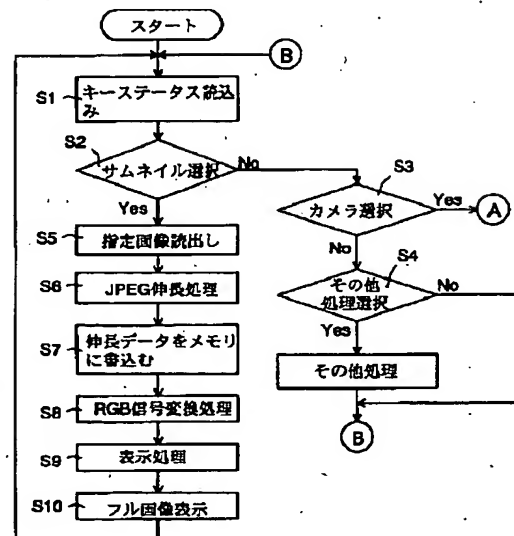 スタート
B
S1
キーステータス読込
み
S2
サムネイル選択
No
Yes
S3
カメラ選択
Yes
A
No
S4
その他
処理選択
No
Yes
その他処理
B
S5
指定画像読出し
S6
JPEG伸長処理
S7
伸長データをメモリ
に書込む
S8
RGB信号変換処理
S9
表示処理
S10
フル画像表示